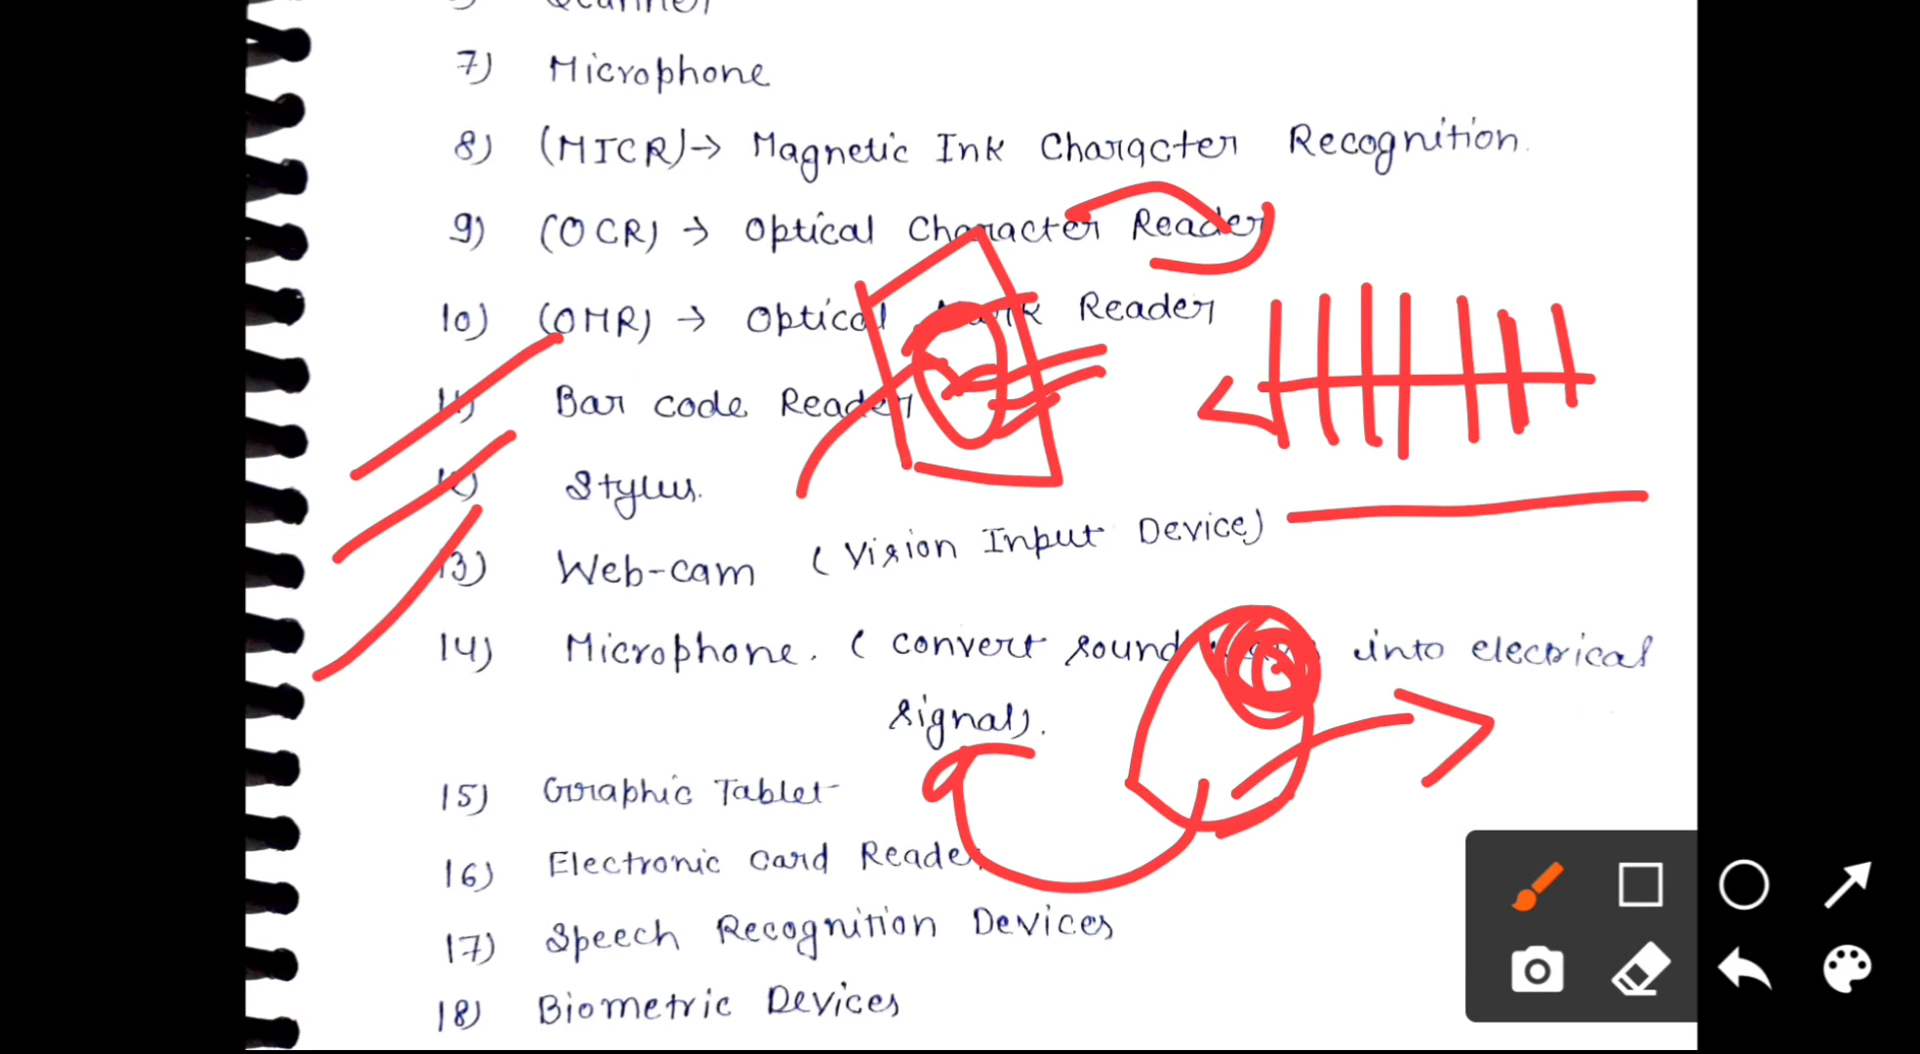 7) Microphone
8) (MICR) → Magnetic Ink Character Recognition.
9) (OCR) → Optical Character Reader
10) (OMR) → Optical Reader
11) Bar code Reader
12) Stylus.
13) Web-cam (Vision Input Device)
14) Microphone. ( convert sound into electrical
signals.
15) Graphic Tablet
16) Electronic Card Reader
17) Speech Recognition Devices
18) Biometric Devices